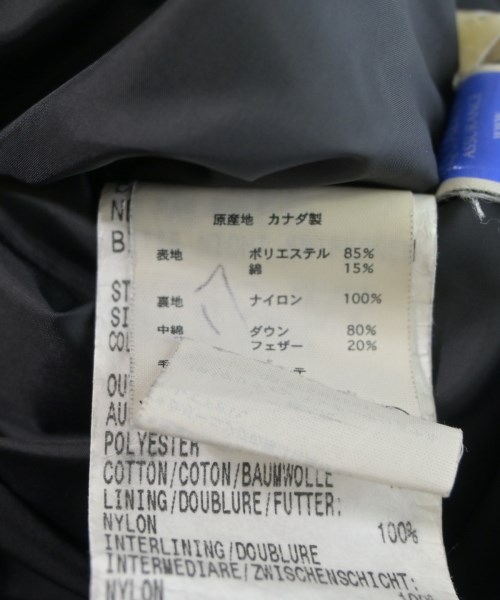 原産地 カナダ製
表地 ポリエステル 85%
綿 15%
裏地 ナイロン 100%
中綿 ダウン 80%
フェザー 20%
POLYESTER
COTTON/COTON/BAUMWOLLE
LINING/DOUBLURE/FUTTER:
NYLON 100%
INTERLINING/DOUBLURE
INTERMEDIARE/ZWISCHENSCHICHT:
NYLON